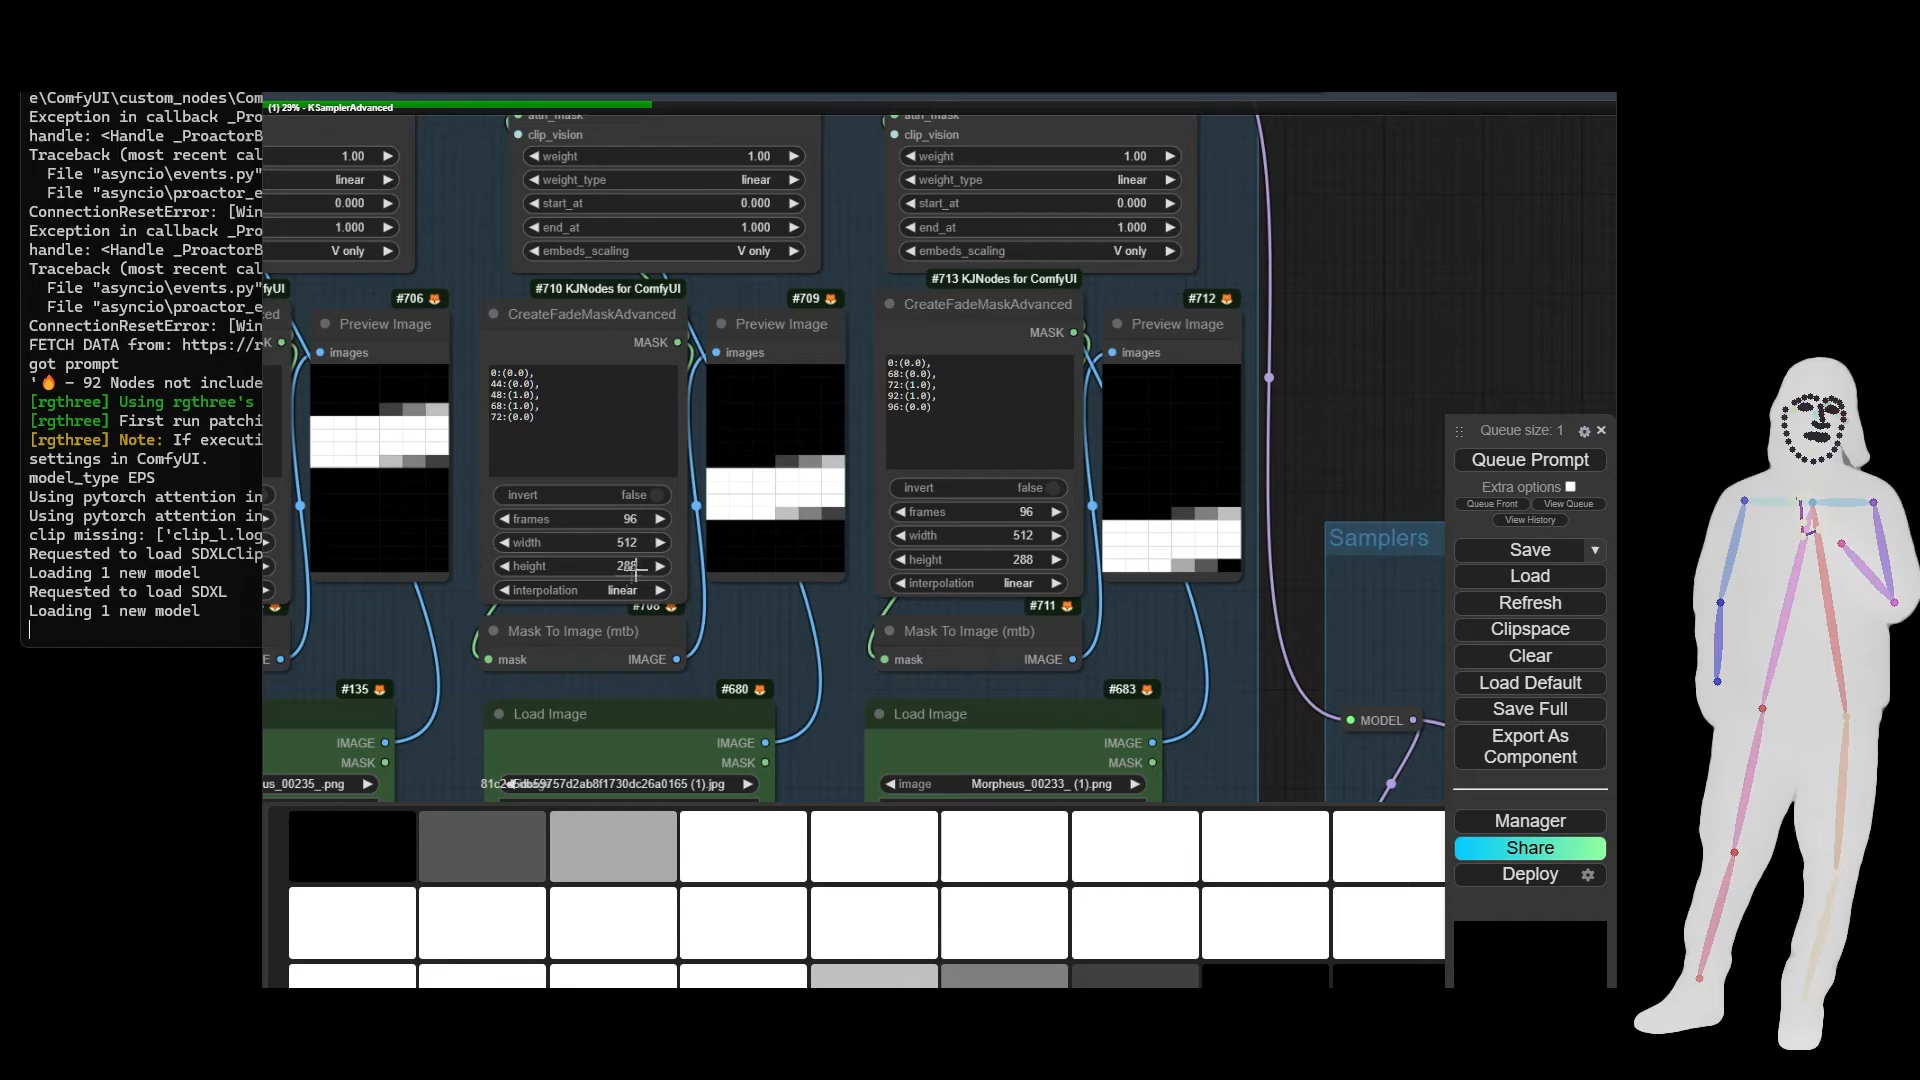 e\ComfyUI\custom_nodes\Com
Exception in callback _Pro
handle: <Handle _ProactorB
Traceback (most recent cal
File "asyncio\events.py"
File "asyncio\proactor_e
ConnectionResetError: [Win
Exception in callback _Pro
handle: <Handle _ProactorB
Traceback (most recent cal
File "asyncio\events.py"
File "asyncio\proactor_e
ConnectionResetError: [Win
FETCH DATA from: https://r
got prompt
'🔥 - 92 Nodes not include
[rgthree] Using rgthree's
[rgthree] First run patchi
[rgthree] Note: If executi
settings in ComfyUI.
model_type EPS
Using pytorch attention in
Using pytorch attention in
clip missing: ['clip_l.log
Requested to load SDXLClip
Loading 1 new model
Requested to load SDXL
Loading 1 new model
(1) 29% - KSamplerAdvanced
1.00
linear
0.000
1.000
V only
attn_mask
clip_vision
weight 1.00
weight_type linear
start_at 0.000
end_at 1.000
embeds_scaling V only
attn_mask
clip_vision
weight 1.00
weight_type linear
start_at 0.000
end_at 1.000
embeds_scaling V only
fyUI
ed
K
#706
Preview Image
images
#710 KJNodes for ComfyUI
CreateFadeMaskAdvanced
MASK
0:(0.0),
44:(0.0),
48:(1.0),
68:(1.0),
72:(0.0)
invert false
frames 96
width 512
height 288
interpolation linear
#709
Preview Image
images
#713 KJNodes for ComfyUI
CreateFadeMaskAdvanced
MASK
0:(0.0),
68:(0.0),
72:(1.0),
92:(1.0),
96:(0.0)
invert false
frames 96
width 512
height 288
interpolation linear
#712
Preview Image
images
E
#708
Mask To Image (mtb)
mask IMAGE
#711
Mask To Image (mtb)
mask IMAGE
#135
IMAGE
MASK
us_00235_.png
#680
Load Image
IMAGE
MASK
#683
Load Image
IMAGE
MASK
image Morpheus_00233_ (1).png
Samplers
MODEL
Queue size: 1
Queue Prompt
Extra options
Queue Front View Queue
View History
Save
Load
Refresh
Clipspace
Clear
Load Default
Save Full
Export As
Component
Manager
Share
Deploy